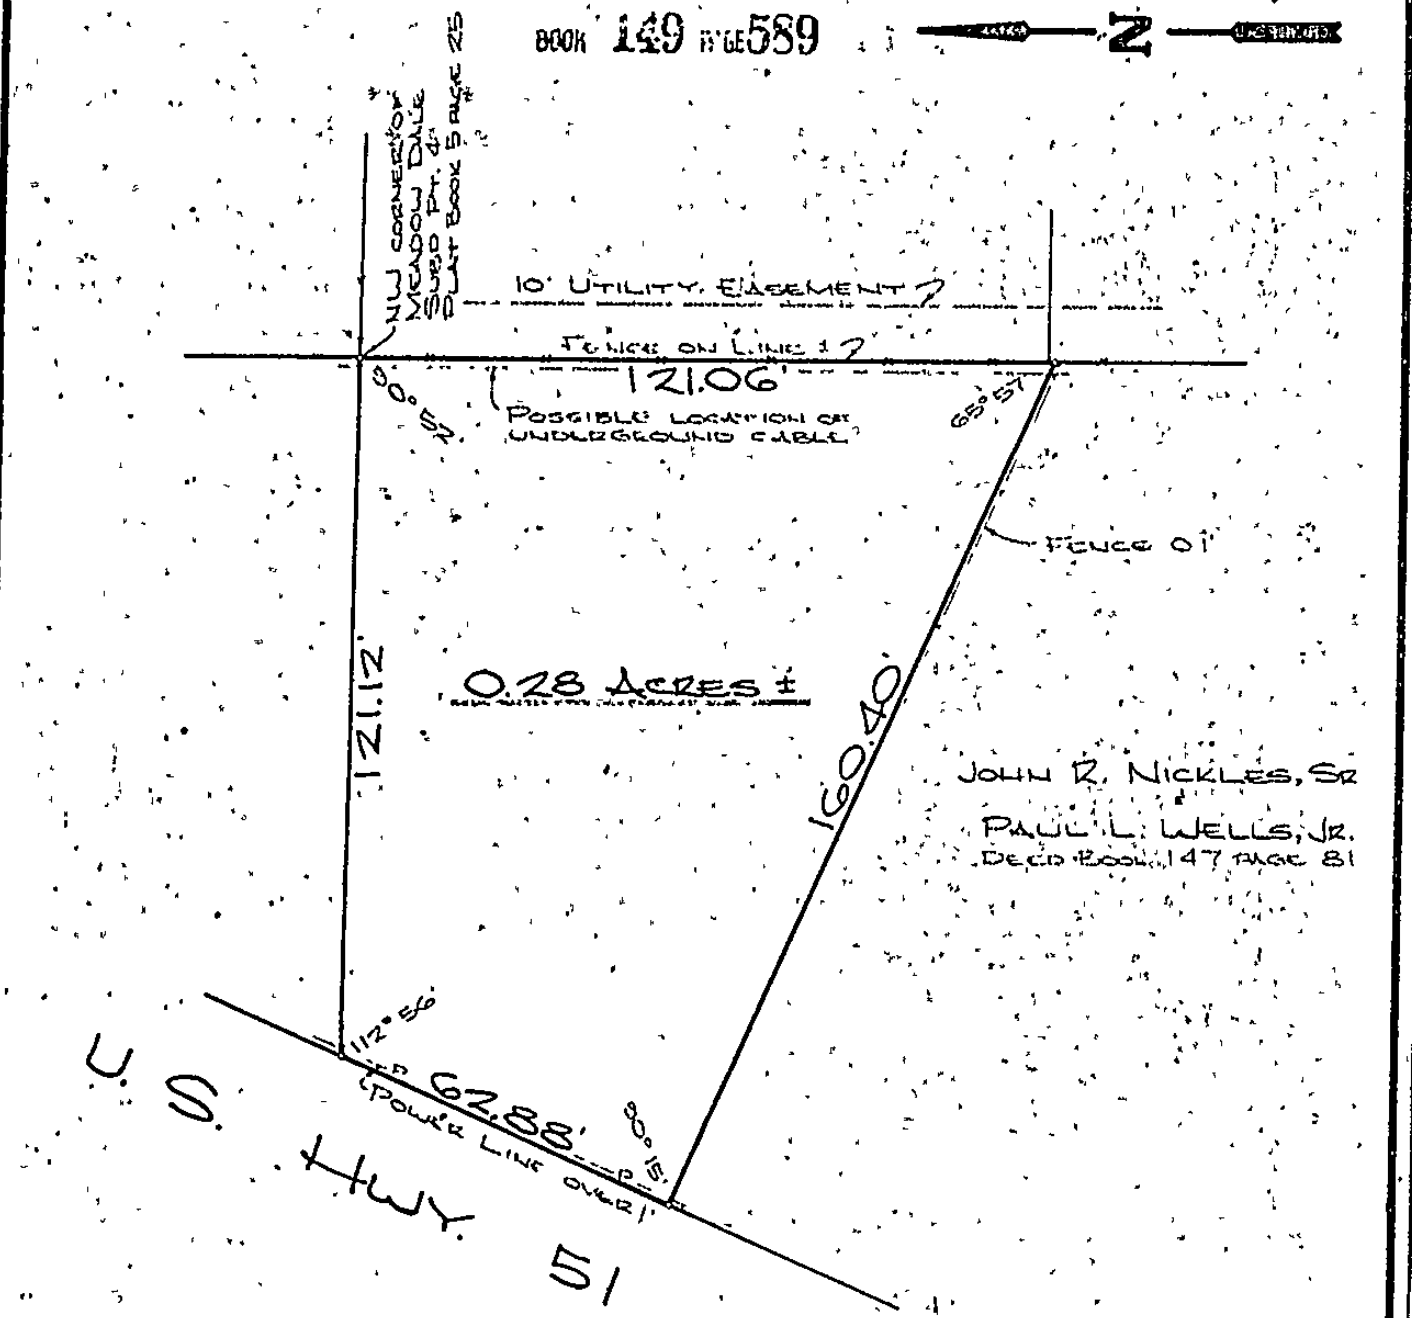 BOOK 149 PAGE 589
N
NW CORNER OF
MEADOW DALE
SUBD PT. 4
PLAT BOOK 5 PAGE 25
10' UTILITY EASEMENT
FENCE ON LINE ±
121.06'
90° 52'
65° 57'
POSSIBLE LOCATION OF
UNDERGROUND CABLE
FENCE 0.1'
121.12'
0.28 ACRES ±
160.40'
JOHN R. NICKLES, SR
PAUL L. WELLS, JR.
DEED BOOK 147 PAGE 81
112° 56'
P
62.88'
P
90° 15'
(POWER LINE OVER 1'
U. S. HWY. 51